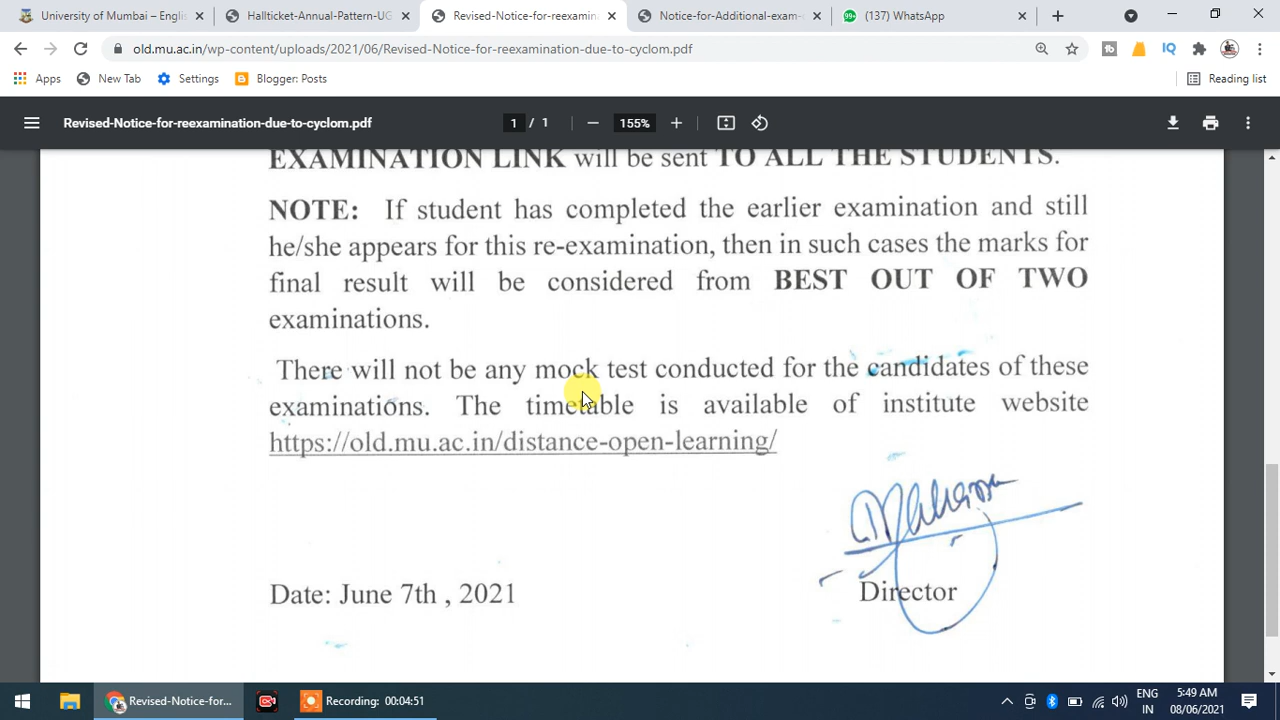 University of Mumbai – Englis
Hallticket-Annual-Pattern-UG
Revised-Notice-for-reexamina
Notice-for-Additional-exam-c
(137) WhatsApp
old.mu.ac.in/wp-content/uploads/2021/06/Revised-Notice-for-reexamination-due-to-cyclom.pdf
IQ
Apps
New Tab
Settings
Blogger: Posts
Reading list
Revised-Notice-for-reexamination-due-to-cyclom.pdf
1 / 1
155%
EXAMINATION LINK will be sent TO ALL THE STUDENTS.
NOTE: If student has completed the earlier examination and still
he/she appears for this re-examination, then in such cases the marks for
final result will be considered from BEST OUT OF TWO
examinations.
There will not be any mock test conducted for the candidates of these
examinations. The timetable is available of institute website
https://old.mu.ac.in/distance-open-learning/
Date: June 7th , 2021
Director
Revised-Notice-for-...
Recording: 00:04:51
ENG
IN
5:49 AM
08/06/2021